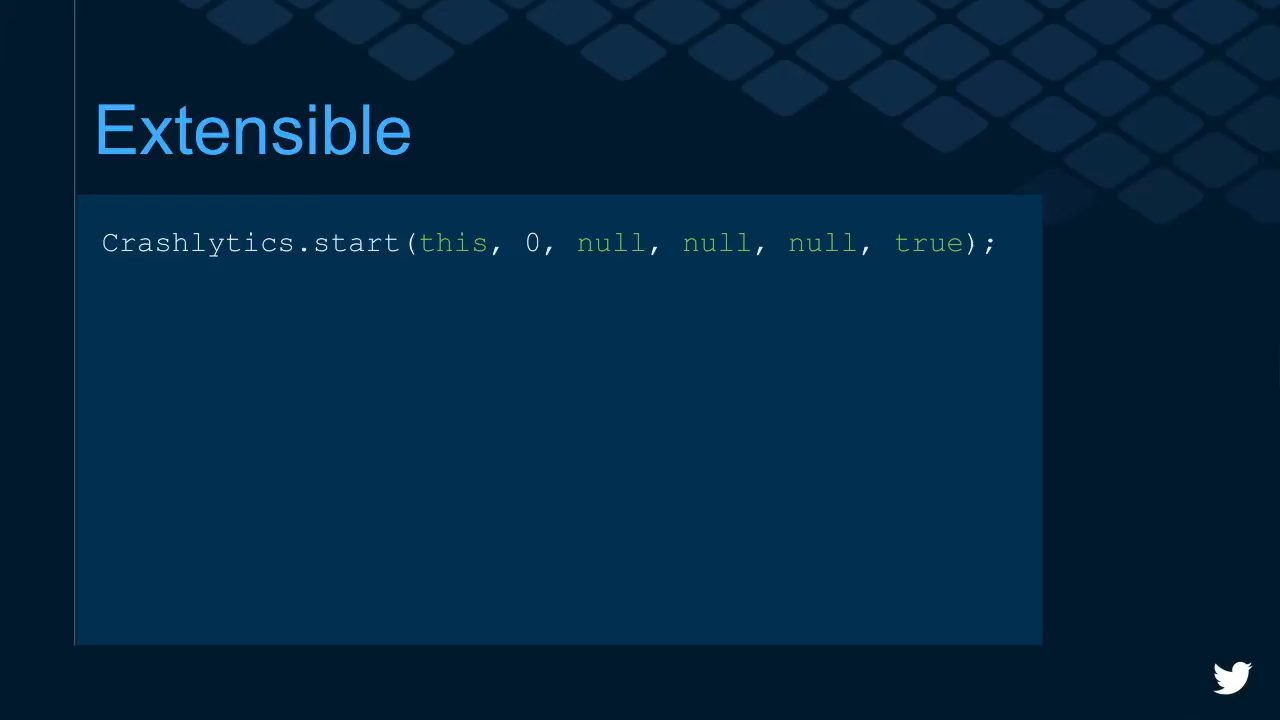 Extensible
Crashlytics.start(this, 0, null, null, null, true);